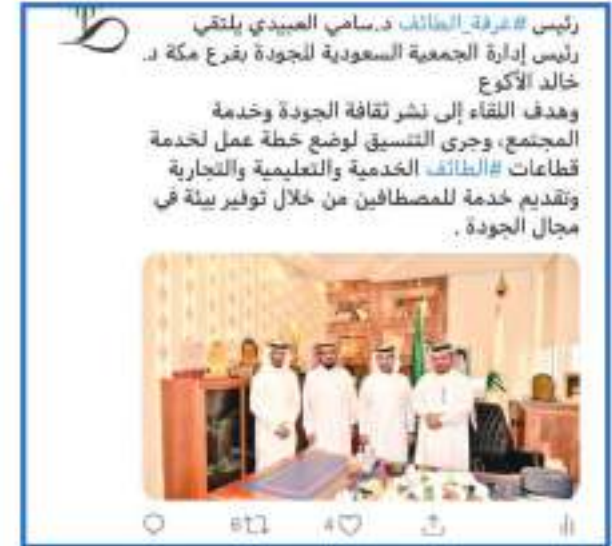 رئيس #غرفة_الطائف د.سامي العبيدي يلتقي
رئيس إدارة الجمعية السعودية للجودة بفرع مكة د.
خالد الأكوع
وهدف اللقاء إلى نشر ثقافة الجودة وخدمة
المجتمع، وجرى التنسيق لوضع خطة عمل لخدمة
قطاعات #الطائف الخدمية والتعليمية والتجارية
وتقديم خدمة للمصطافين من خلال توفير بيئة في
مجال الجودة .
6 4